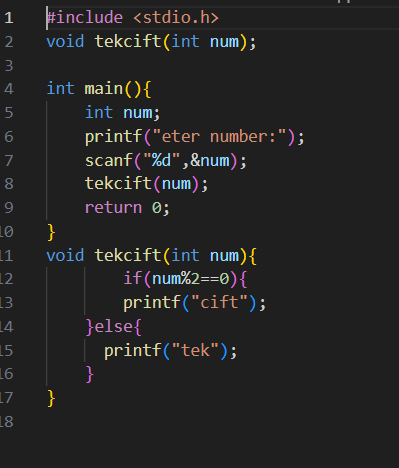 1 #include <stdio.h>
2 void tekcift(int num);
3
4 int main(){
5     int num;
6     printf("eter number:");
7     scanf("%d",&num);
8     tekcift(num);
9     return 0;
10 }
11 void tekcift(int num){
12         if(num%2==0){
13         printf("cift");
14     }else{
15       printf("tek");
16     }
17 }
18